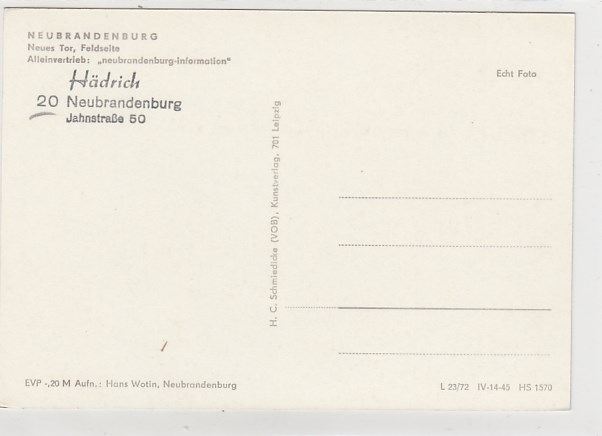 NEUBRANDENBURG
Neues Tor, Feldseite
Alleinvertrieb: „neubrandenburg-information"
Hädrich
20 Neubrandenburg
Jahnstraße 50
Echt Foto
H. C. Schmiedicke (VOB), Kunstverlag, 701 Leipzig
EVP -,20 M Aufn.: Hans Wotin, Neubrandenburg
L 23/72 IV-14-45 HS 1570